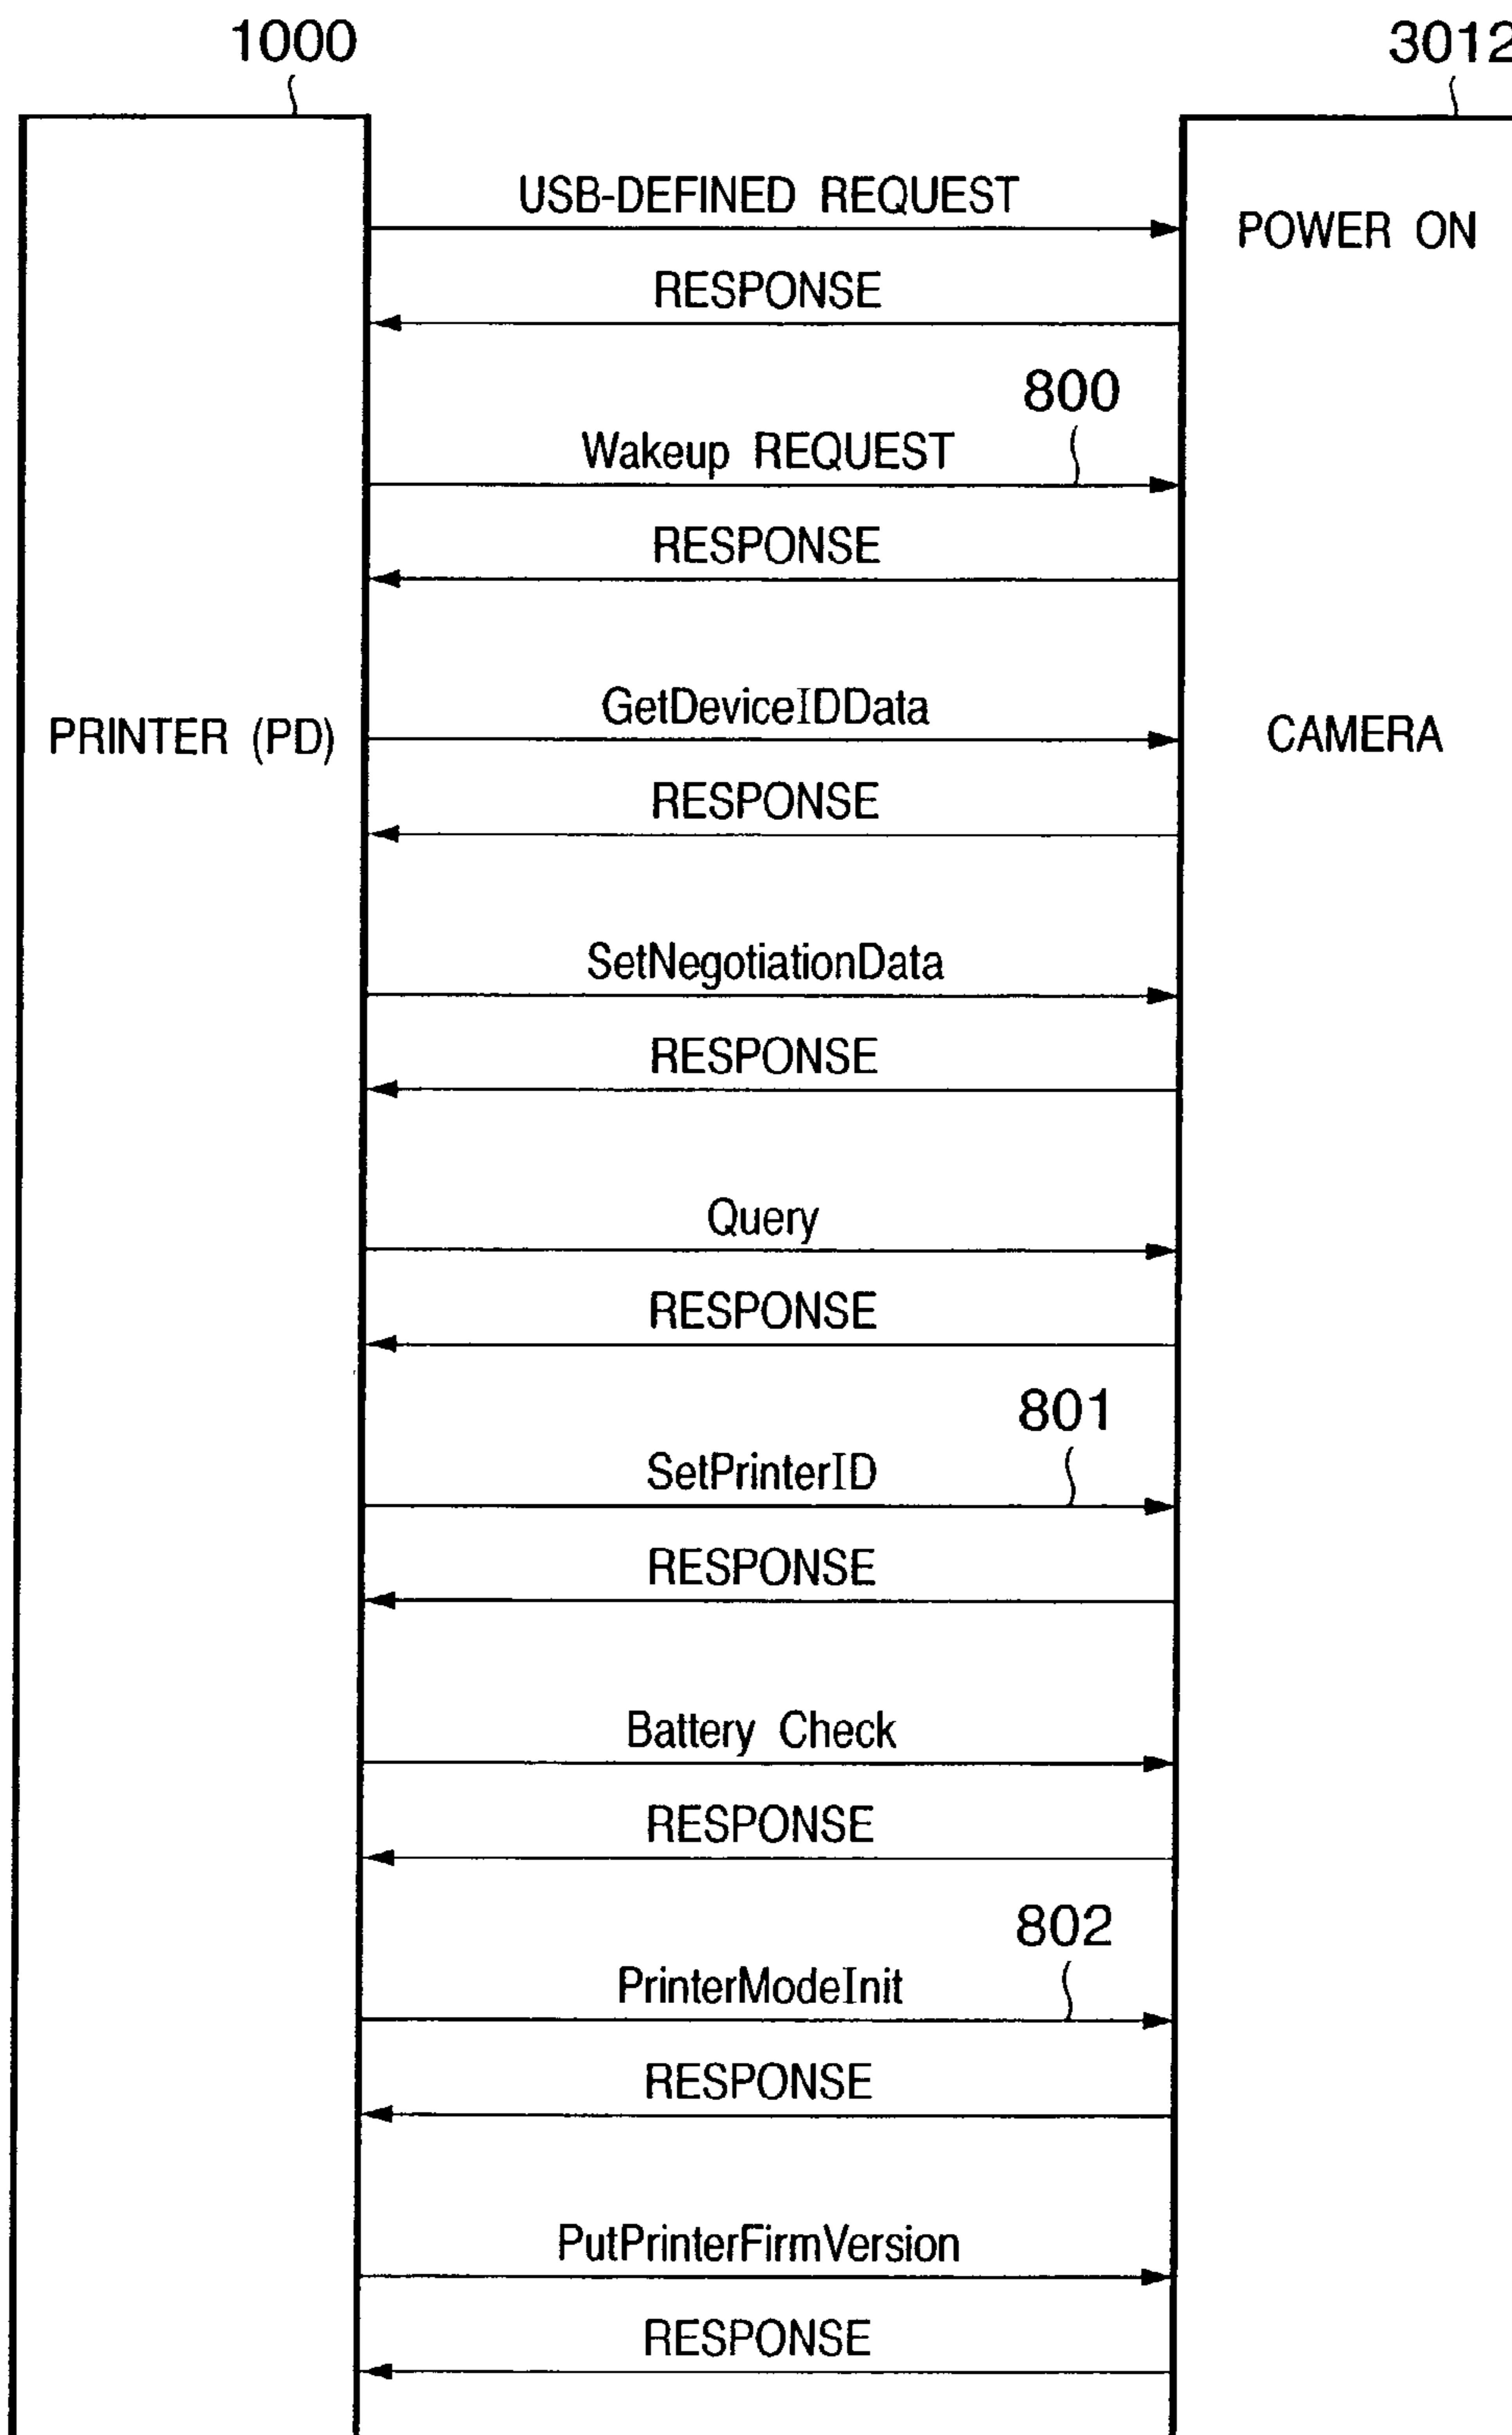 1000
3012
USB-DEFINED REQUEST
POWER ON
RESPONSE
800
Wakeup REQUEST
RESPONSE
GetDeviceIDData
PRINTER (PD)
CAMERA
RESPONSE
SetNegotiationData
RESPONSE
Query
RESPONSE
801
SetPrinterID
RESPONSE
Battery Check
RESPONSE
802
PrinterModeInit
RESPONSE
PutPrinterFirmVersion
RESPONSE